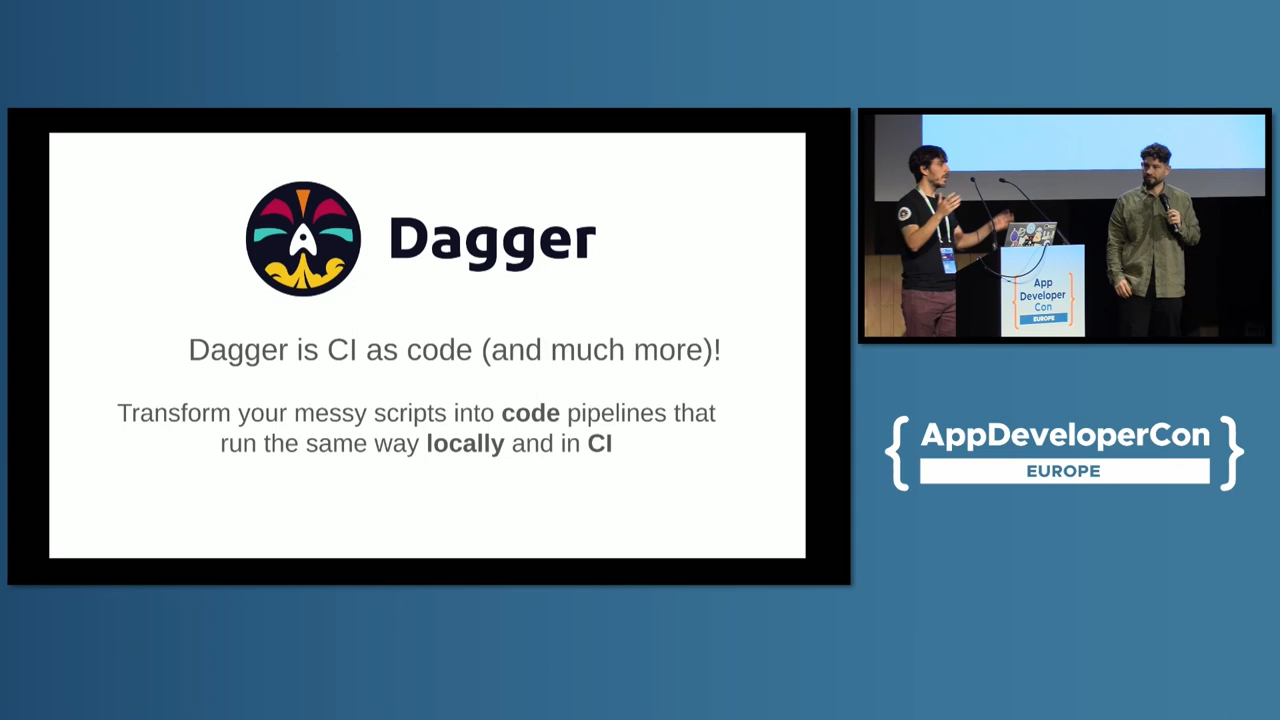 Dagger
Dagger is CI as code (and much more)!
Transform your messy scripts into code pipelines that
run the same way locally and in CI
App
Developer
Con
EUROPE
AppDeveloperCon
EUROPE